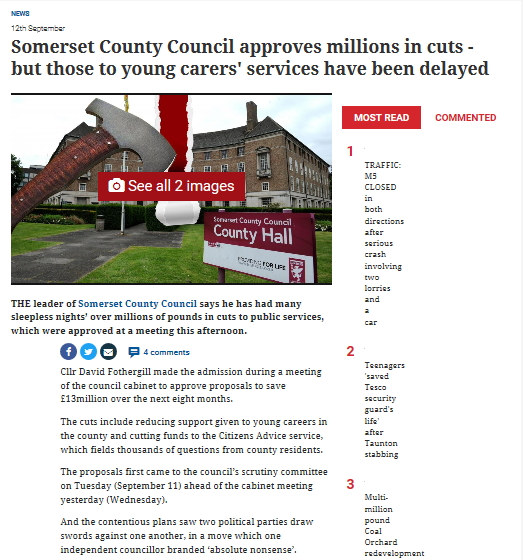 NEWS
12th September
Somerset County Council approves millions in cuts -
but those to young carers' services have been delayed
See all 2 images
Somerset County Council
County Hall
FOR LIFE
THE leader of Somerset County Council says he has had many
sleepless nights’ over millions of pounds in cuts to public services,
which were approved at a meeting this afternoon.
4 comments
Cllr David Fothergill made the admission during a meeting
of the council cabinet to approve proposals to save
£13million over the next eight months.
The cuts include reducing support given to young carers in
the county and cutting funds to the Citizens Advice service,
which fields thousands of questions from county residents.
The proposals first came to the council’s scrutiny committee
on Tuesday (September 11) ahead of the cabinet meeting
yesterday (Wednesday).
And the contentious plans saw two political parties draw
swords against one another, in a move which one
independent councillor branded ‘absolute nonsense’.
MOST READ
COMMENTED
1
TRAFFIC:
M5
CLOSED
in
both
directions
after
serious
crash
involving
two
lorries
and
a
car
2
Teenagers
'saved
Tesco
security
guard's
life'
after
Taunton
stabbing
3
Multi-
million
pound
Coal
Orchard
redevelopment